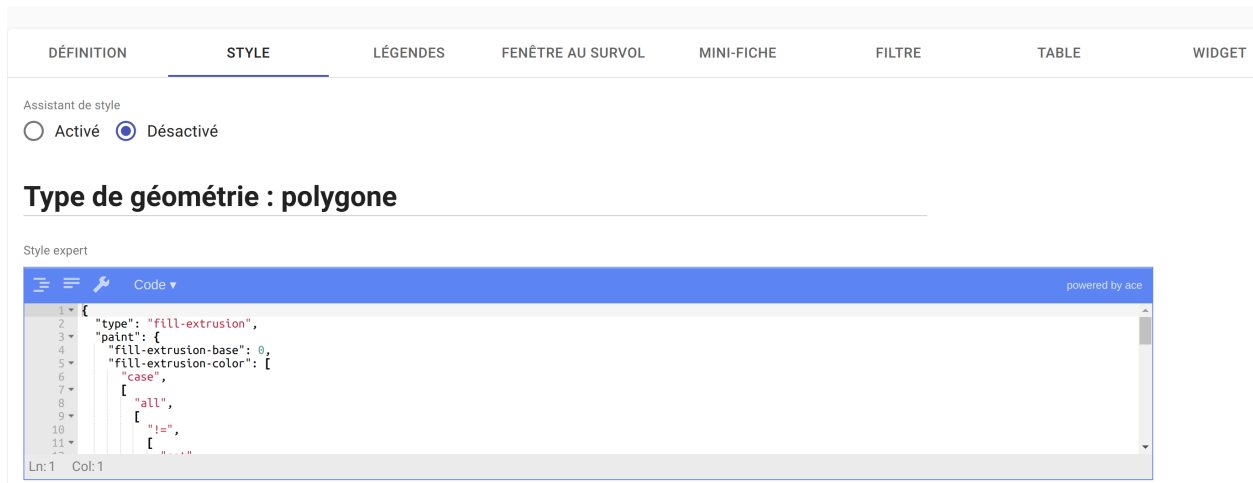 DÉFINITION STYLE LÉGENDES FENÊTRE AU SURVOL MINI-FICHE FILTRE TABLE WIDGET
Assistant de style
Activé Désactivé
Type de géométrie : polygone
Style expert
Code ▾ powered by ace
1 {
2 "type": "fill-extrusion",
3 "paint": {
4 "fill-extrusion-base": 0,
5 "fill-extrusion-color": [
6 "case",
7 [
8 "all",
9 [
10 "!=",
11 [
Ln: 1 Col: 1